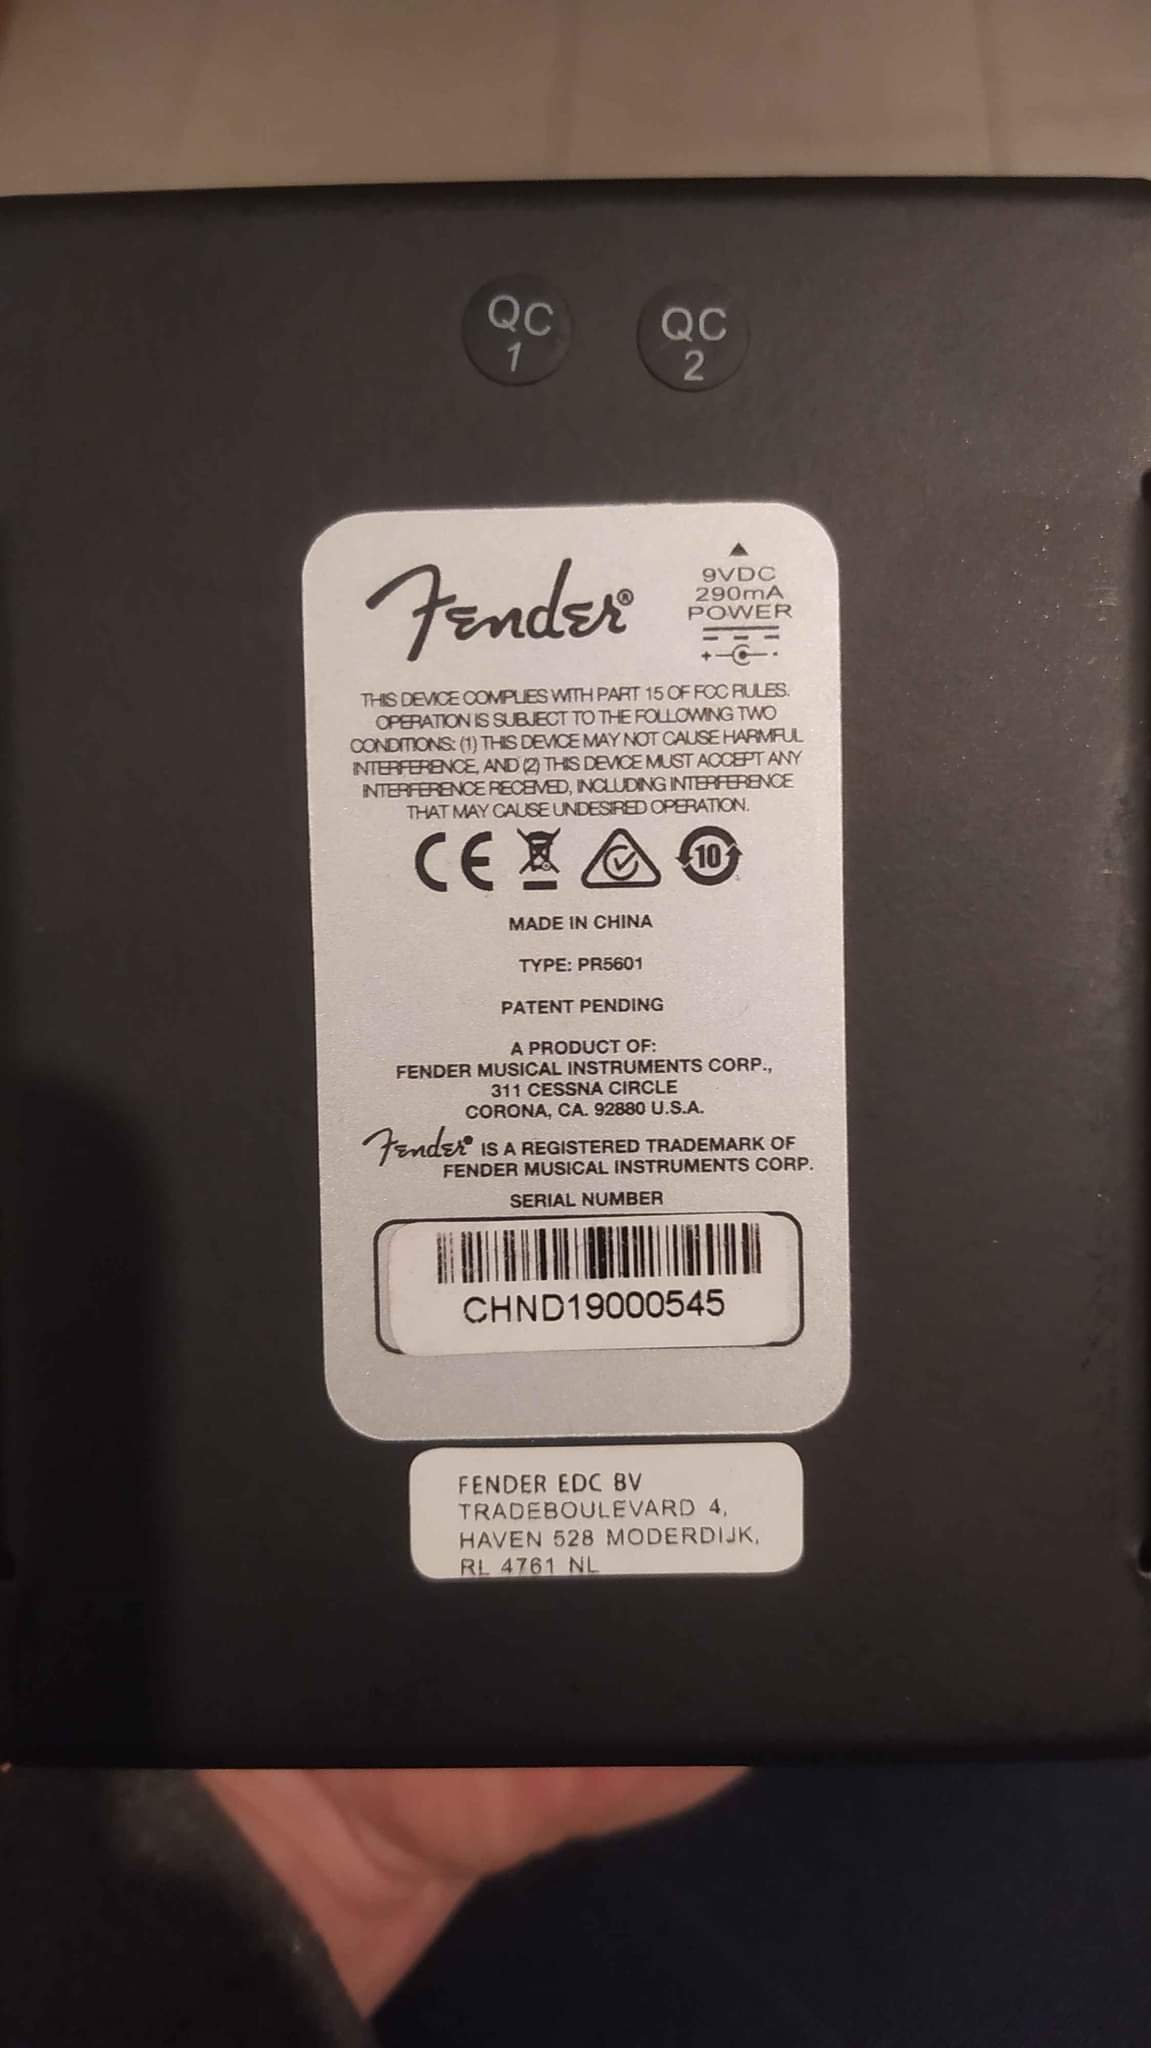 QC
1
QC
2
Fender®
9VDC
290mA
POWER
+ -
THIS DEVICE COMPLIES WITH PART 15 OF FCC RULES.
OPERATION IS SUBJECT TO THE FOLLOWING TWO
CONDITIONS: (1) THIS DEVICE MAY NOT CAUSE HARMFUL
INTERFERENCE, AND (2) THIS DEVICE MUST ACCEPT ANY
INTERFERENCE RECEIVED, INCLUDING INTERFERENCE
THAT MAY CAUSE UNDESIRED OPERATION.
CE 10
MADE IN CHINA
TYPE: PR5601
PATENT PENDING
A PRODUCT OF:
FENDER MUSICAL INSTRUMENTS CORP.,
311 CESSNA CIRCLE
CORONA, CA. 92880 U.S.A.
Fender® IS A REGISTERED TRADEMARK OF
FENDER MUSICAL INSTRUMENTS CORP.
SERIAL NUMBER
CHND19000545
FENDER EDC BV
TRADEBOULEVARD 4,
HAVEN 528 MODERDIJK,
RL 4761 NL